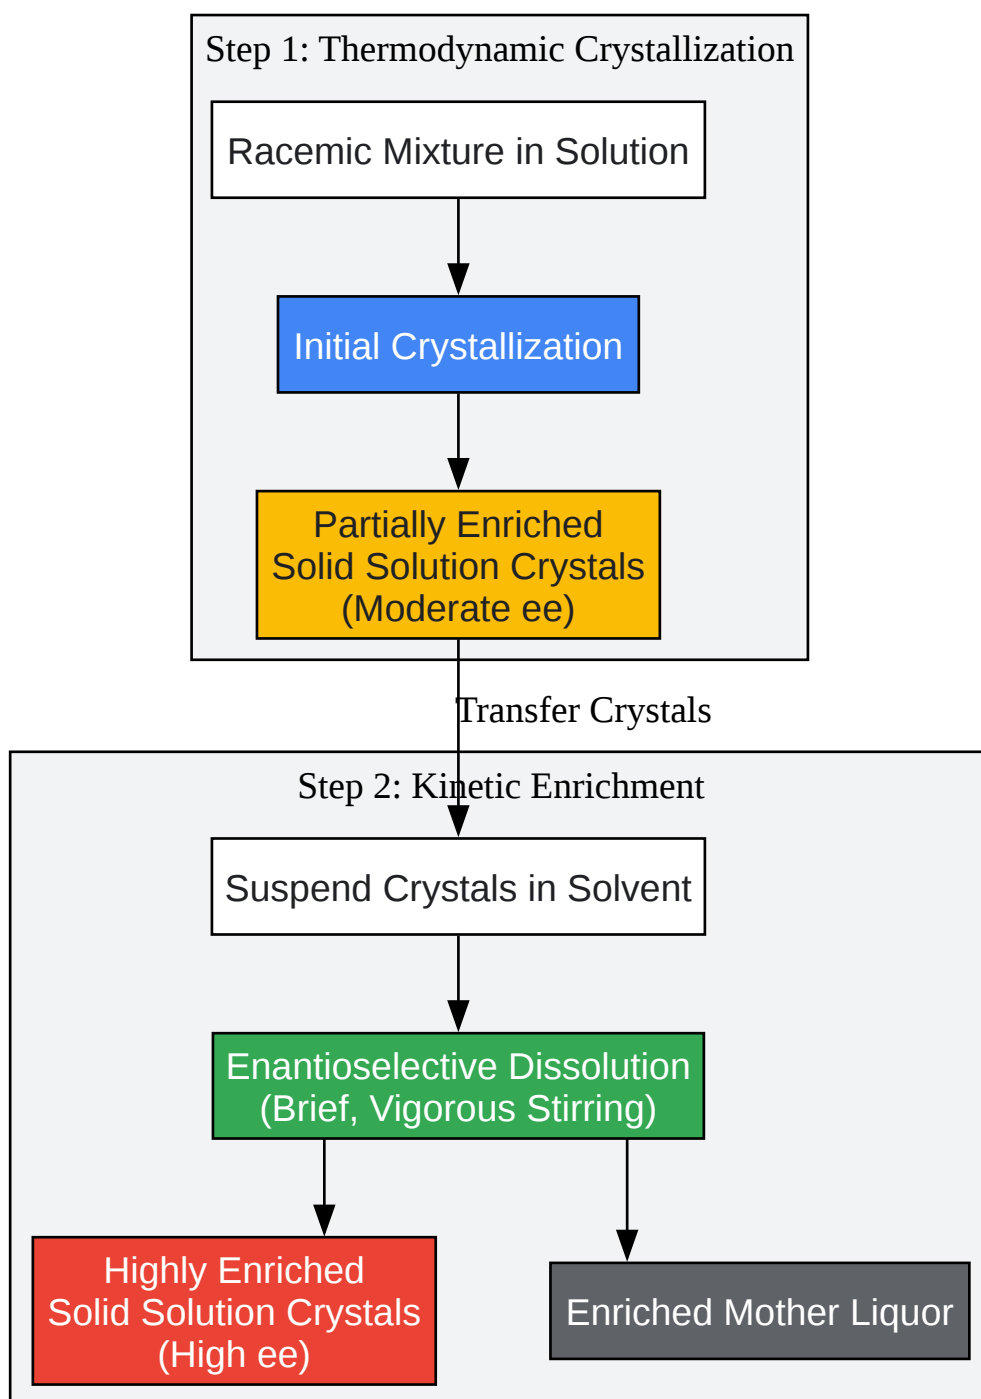 Step 1: Thermodynamic Crystallization
Racemic Mixture in Solution
Initial Crystallization
Partially Enriched
Solid Solution Crystals
(Moderate ee)
Transfer Crystals
Step 2: Kinetic Enrichment
Suspend Crystals in Solvent
Enantioselective Dissolution
(Brief, Vigorous Stirring)
Highly Enriched
Solid Solution Crystals
(High ee)
Enriched Mother Liquor